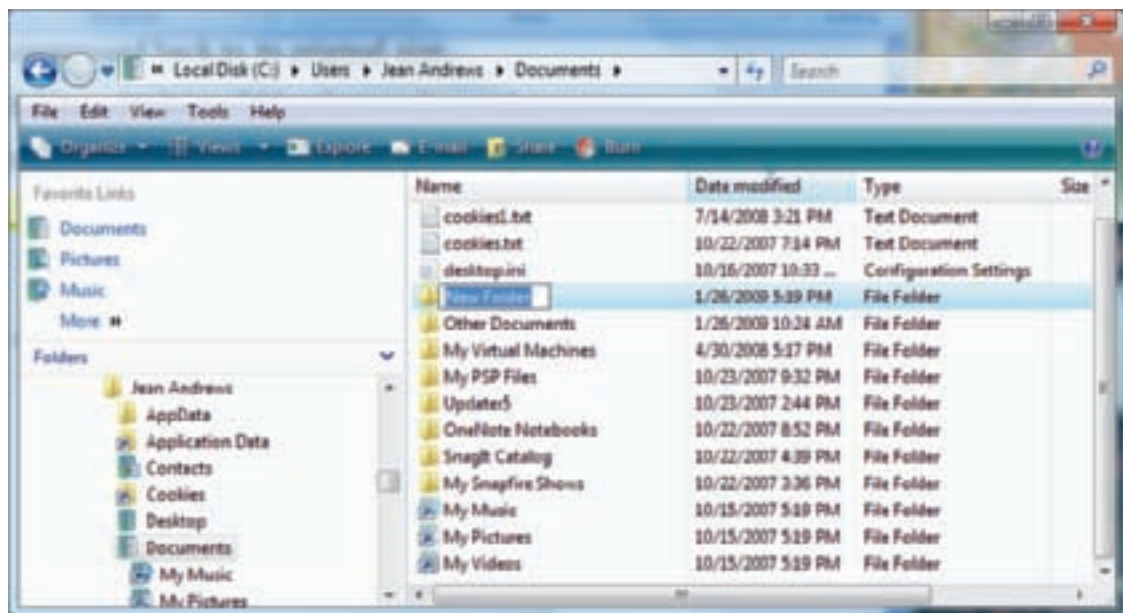 Local Disk (C:) Users Jean Andrews Documents Search
File Edit View Tools Help
Organize Views Explore E-mail Share Burn
Favorite Links
Documents
Pictures
Music
More
Folders
Jean Andrews
AppData
Application Data
Contacts
Cookies
Desktop
Documents
My Music
My Pictures
Name Date modified Type Size
cookies1.txt 7/14/2008 3:21 PM Text Document
cookies.txt 10/22/2007 7:14 PM Text Document
desktop.ini 10/16/2007 10:33 ... Configuration Settings
New Folder 1/26/2009 5:39 PM File Folder
Other Documents 1/26/2009 10:24 AM File Folder
My Virtual Machines 4/30/2008 5:17 PM File Folder
My PSP Files 10/23/2007 9:32 PM File Folder
Updater5 10/23/2007 2:44 PM File Folder
OneNote Notebooks 10/22/2007 8:52 PM File Folder
SnagIt Catalog 10/22/2007 4:39 PM File Folder
My Snapfire Shows 10/22/2007 3:36 PM File Folder
My Music 10/15/2007 5:19 PM File Folder
My Pictures 10/15/2007 5:19 PM File Folder
My Videos 10/15/2007 5:19 PM File Folder